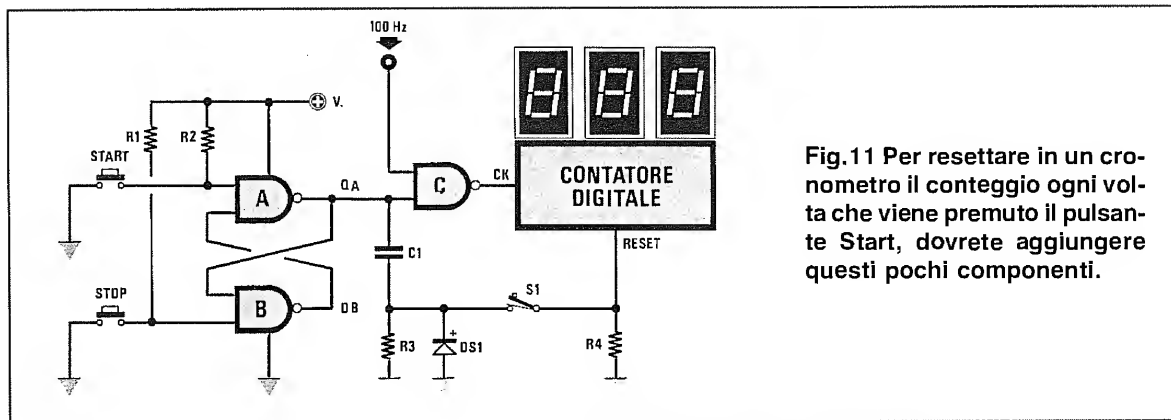 100 Hz
V.
R1
R2
START
A
QA
C
CK
CONTATORE
DIGITALE
RESET
C1
S1
STOP
B
QB
R3
DS1
R4
Fig.11 Per resettare in un cro-
nometro il conteggio ogni vol-
ta che viene premuto il pulsan-
te Start, dovrete aggiungere
questi pochi componenti.